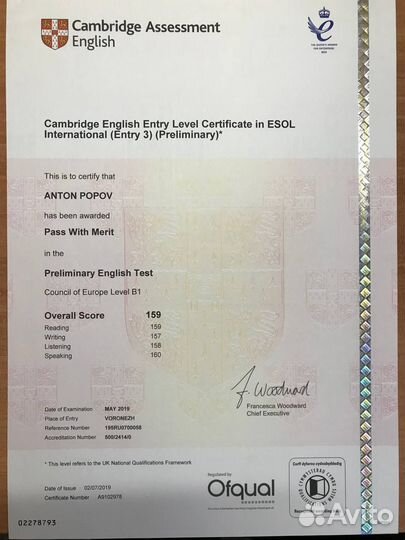 Cambridge Assessment
English
Cambridge English Entry Level Certificate in ESOL
International (Entry 3) (Preliminary)*
This is to certify that
ANTON POPOV
has been awarded
Pass With Merit
in the
Preliminary English Test
Council of Europe Level B1
Overall Score 159
Reading 159
Writing 157
Listening 158
Speaking 160
Francesca Woodward
Chief Executive
Date of Examination MAY 2019
Place of Entry VORONEZH
Reference Number 195RU0700058
Accreditation Number 500/2414/0
* This level refers to the UK National Qualifications Framework
Date of Issue 02/07/2019
Certificate Number A9102978
Regulated by
Ofqual
02278793
Avito